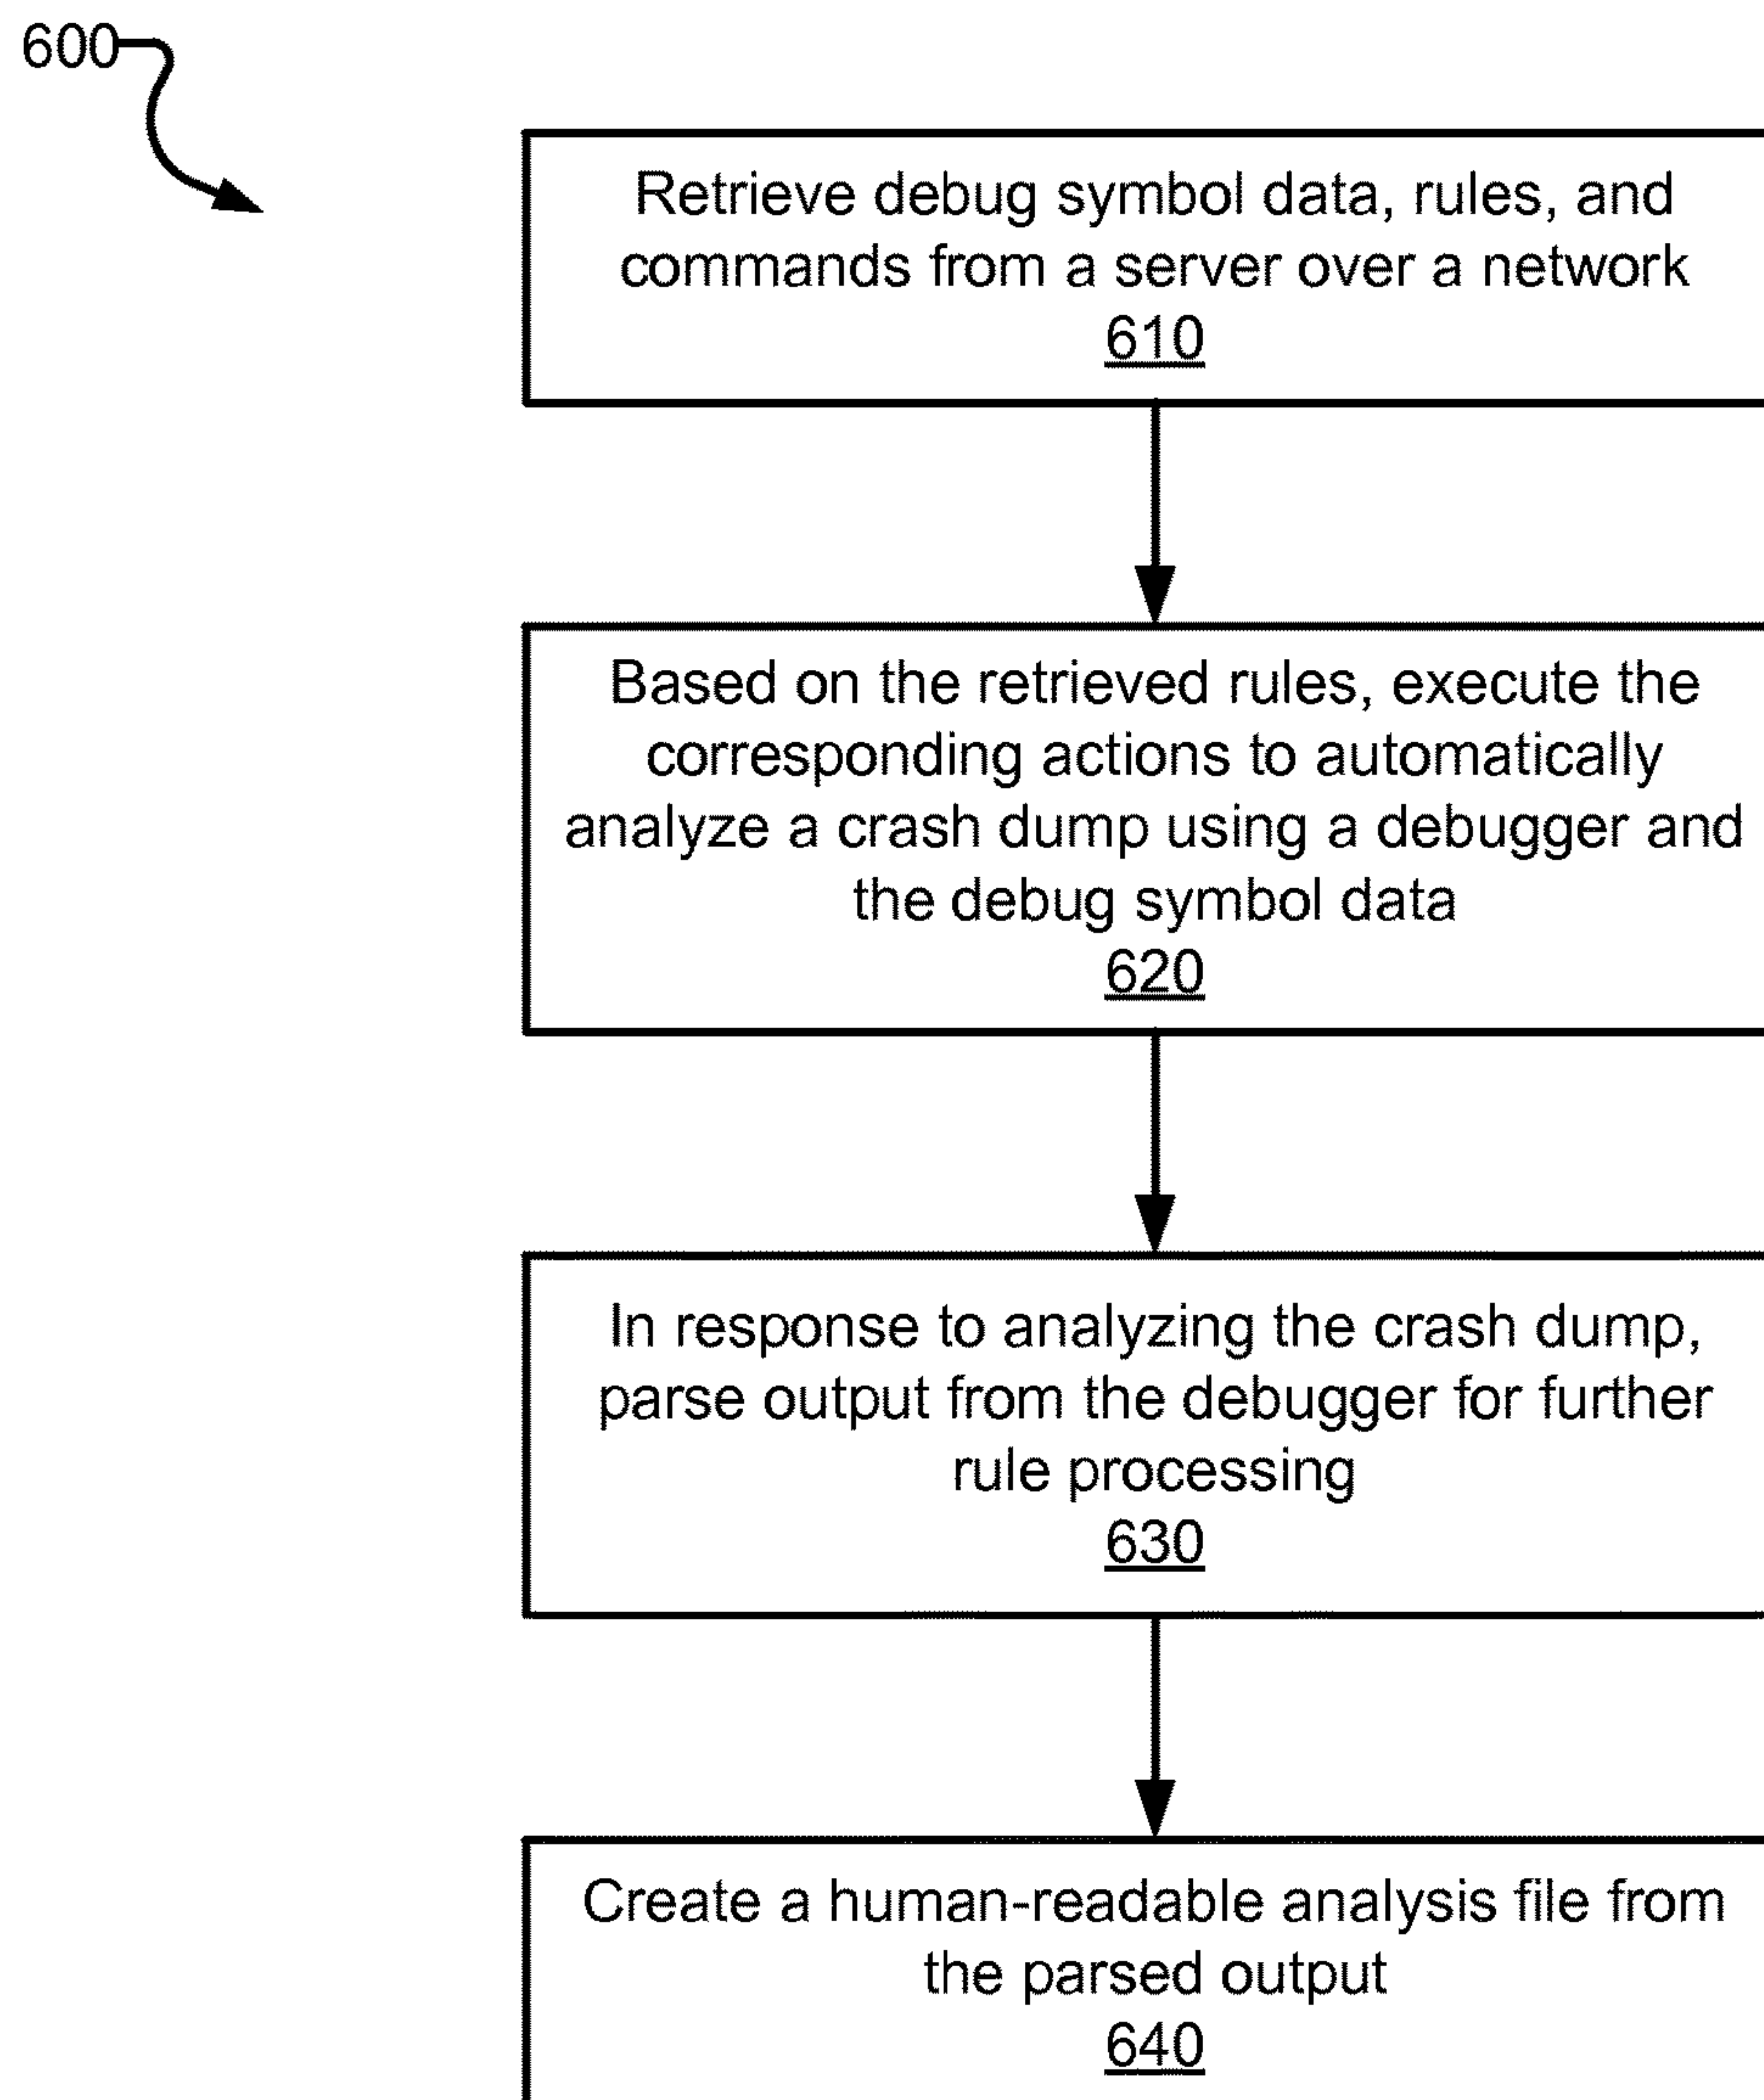 600
Retrieve debug symbol data, rules, and
commands from a server over a network
610
Based on the retrieved rules, execute the
corresponding actions to automatically
analyze a crash dump using a debugger and
the debug symbol data
620
In response to analyzing the crash dump,
parse output from the debugger for further
rule processing
630
Create a human-readable analysis file from
the parsed output
640